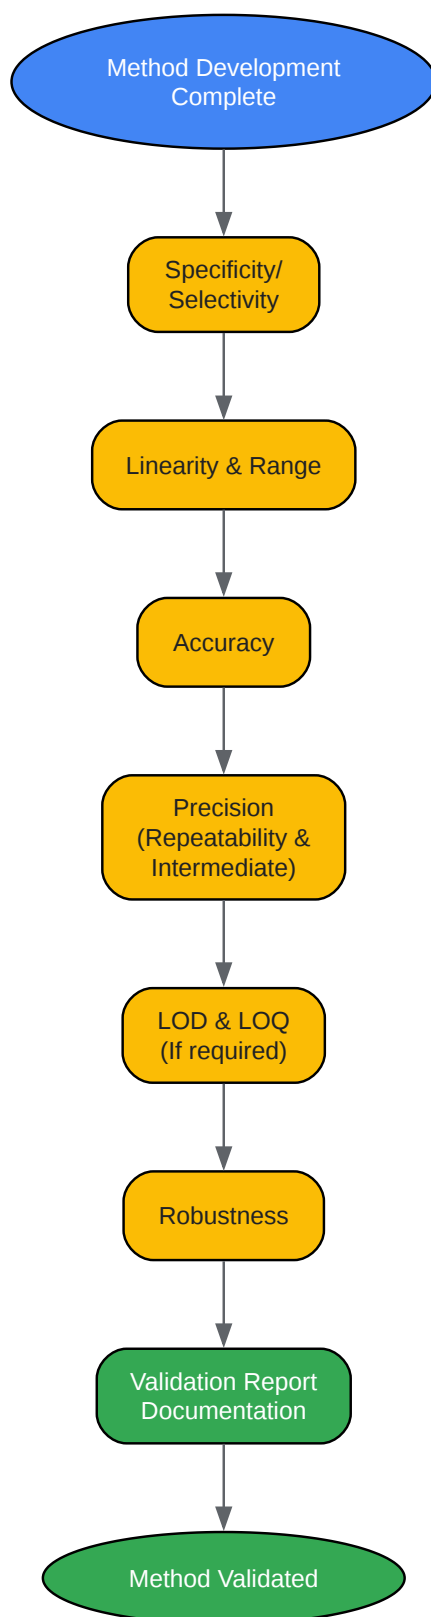 Method Development
Complete
Specificity/
Selectivity
Linearity & Range
Accuracy
Precision
(Repeatability &
Intermediate)
LOD & LOQ
(If required)
Robustness
Validation Report
Documentation
Method Validated